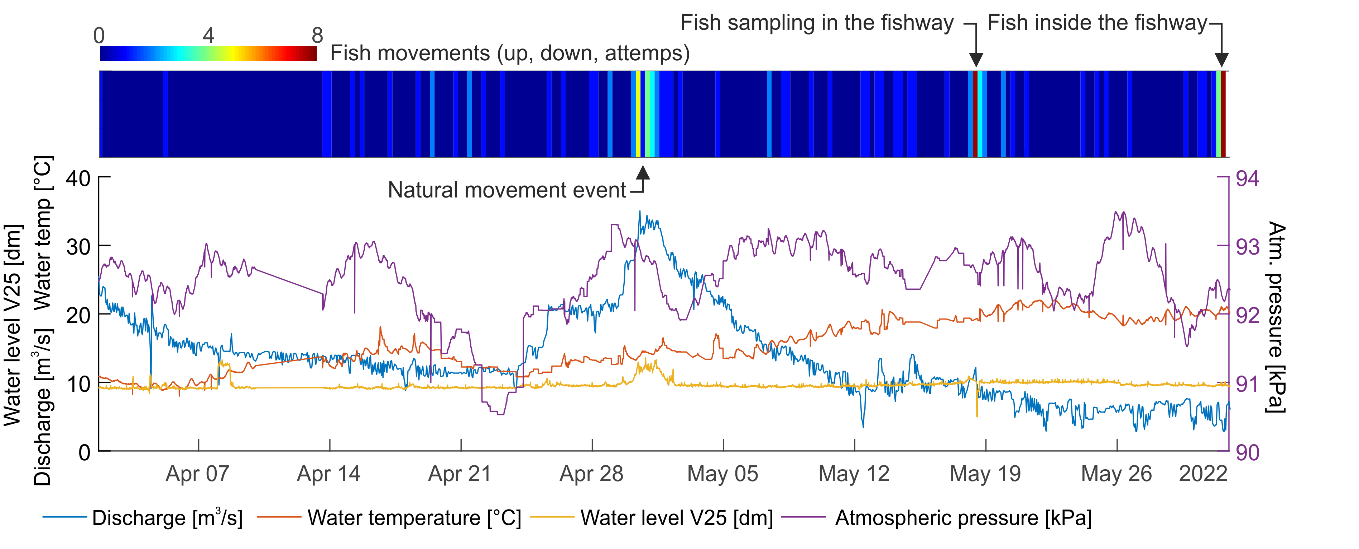 Fish sampling in the fishway
Fish inside the fishway
0 4 8
Fish movements (up, down, attemps)
Natural movement event
Water level V25 [dm] Water temp [°C]
Discharge [m³/s]
40
30
20
10
0
94
93
92
91
90
Atm. pressure [kPa]
Apr 07 Apr 14 Apr 21 Apr 28 May 05 May 12 May 19 May 26 2022
Discharge [m³/s] Water temperature [°C] Water level V25 [dm] Atmospheric pressure [kPa]